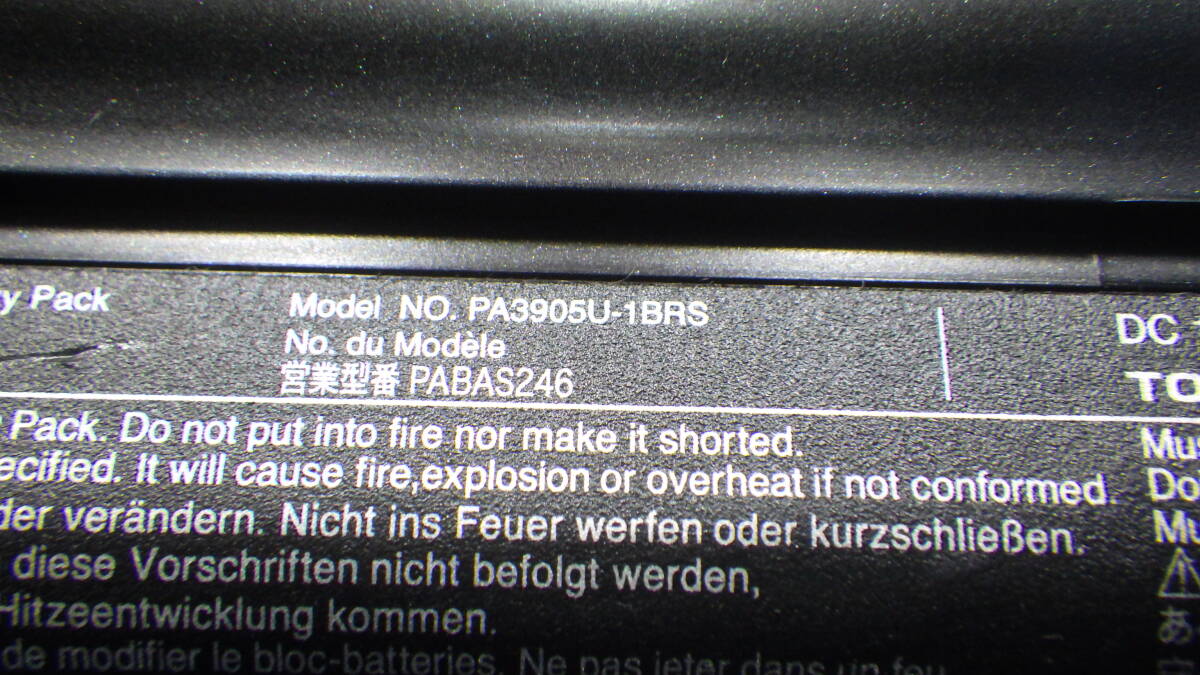 y Pack
Model NO. PA3905U-1BRS
No. du Modèle
営業型番 PABAS246
DC
TO
Pack. Do not put into fire nor make it shorted.
ecified. It will cause fire,explosion or overheat if not conformed.
der verändern. Nicht ins Feuer werfen oder kurzschließen.
diese Vorschriften nicht befolgt werden,
Hitzeentwicklung kommen.
de modifier le bloc-batteries. Ne pas jeter dans un feu
Mu
Do
Mu
あ